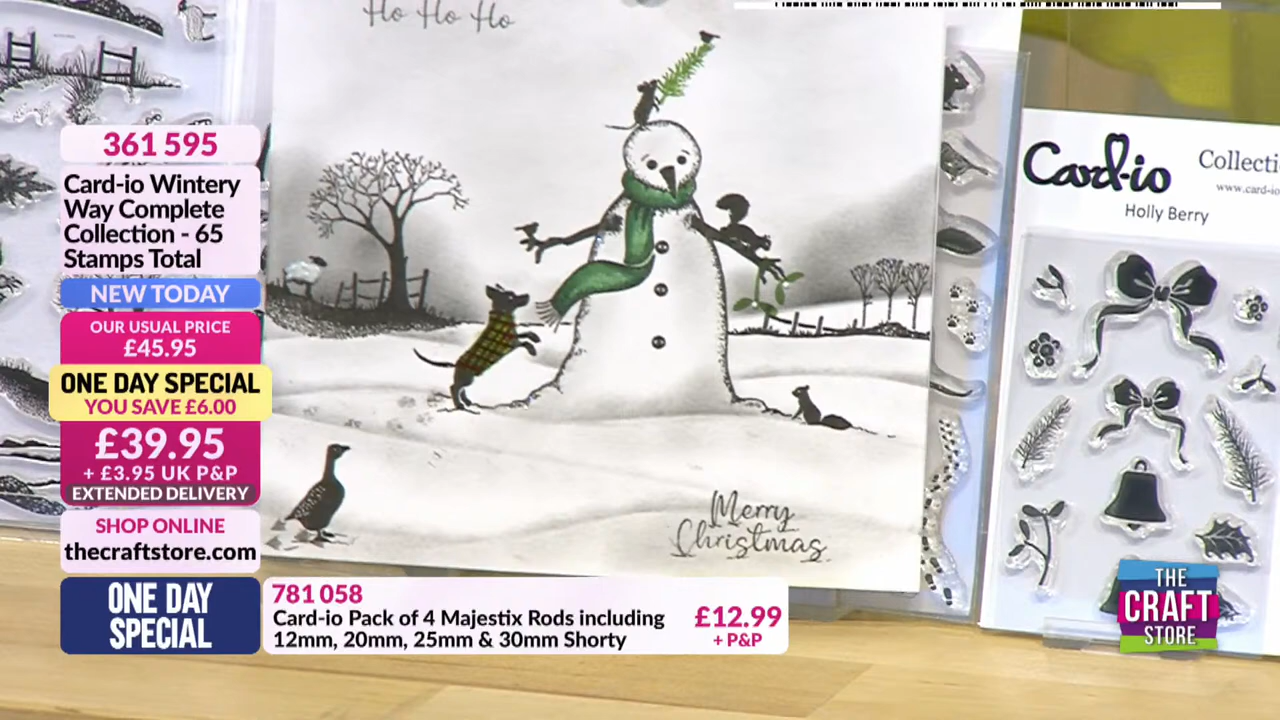 Ho Ho Ho
361 595
Card-io Wintery
Way Complete
Collection - 65
Stamps Total
NEW TODAY
OUR USUAL PRICE
£45.95
ONE DAY SPECIAL
YOU SAVE £6.00
£39.95
+ £3.95 UK P&P
EXTENDED DELIVERY
SHOP ONLINE
thecraftstore.com
ONE DAY
SPECIAL
781 058
Card-io Pack of 4 Majestix Rods including
12mm, 20mm, 25mm & 30mm Shorty
£12.99
+ P&P
Merry
Christmas
Card-io
Collecti
www.card-io
Holly Berry
THE
CRAFT
STORE